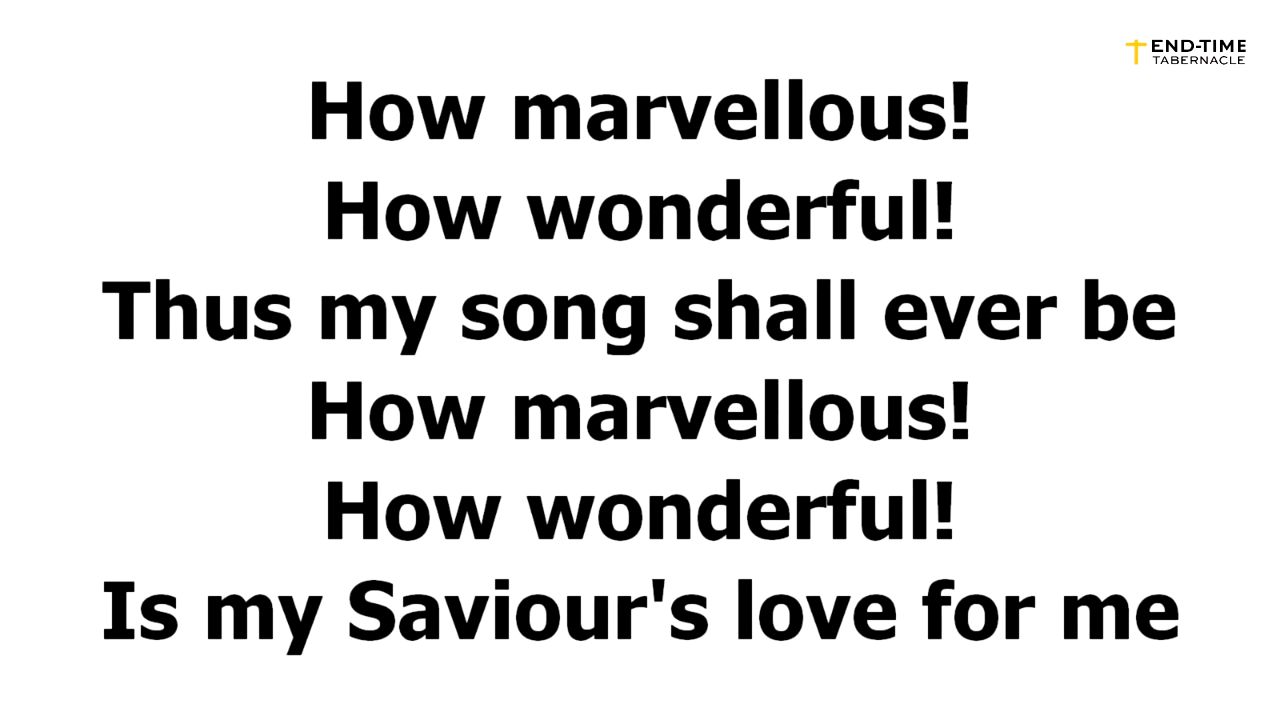 END-TIME
TABERNACLE
How marvellous!
How wonderful!
Thus my song shall ever be
How marvellous!
How wonderful!
Is my Saviour's love for me